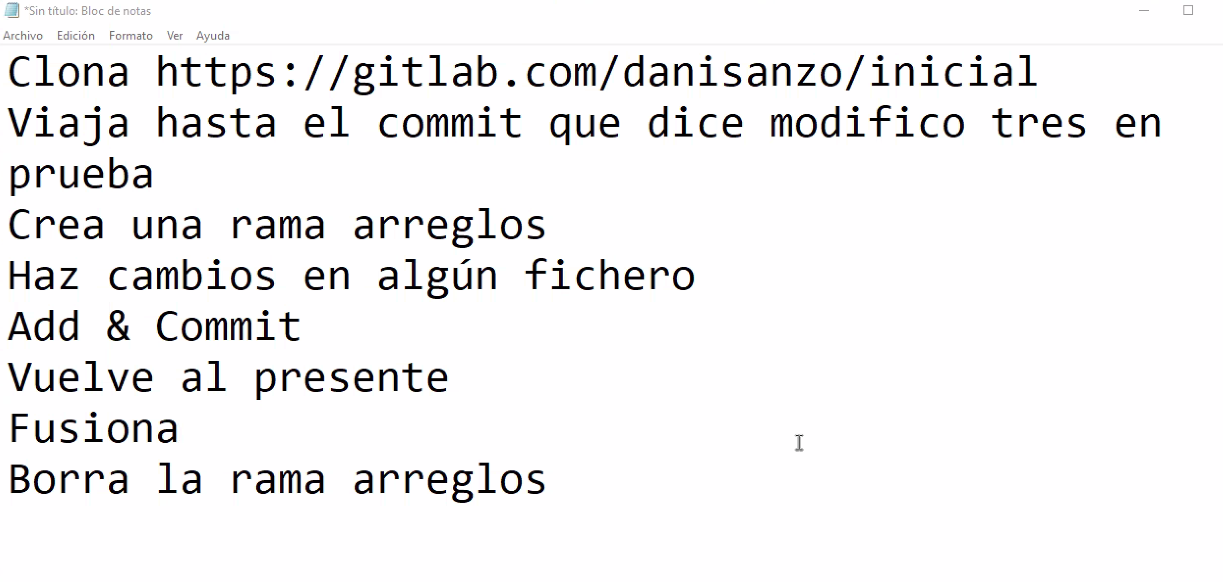 *Sin título: Bloc de notas
Archivo Edición Formato Ver Ayuda
Clona https://gitlab.com/danisanzo/inicial
Viaja hasta el commit que dice modifico tres en
prueba
Crea una rama arreglos
Haz cambios en algún fichero
Add & Commit
Vuelve al presente
Fusiona
Borra la rama arreglos